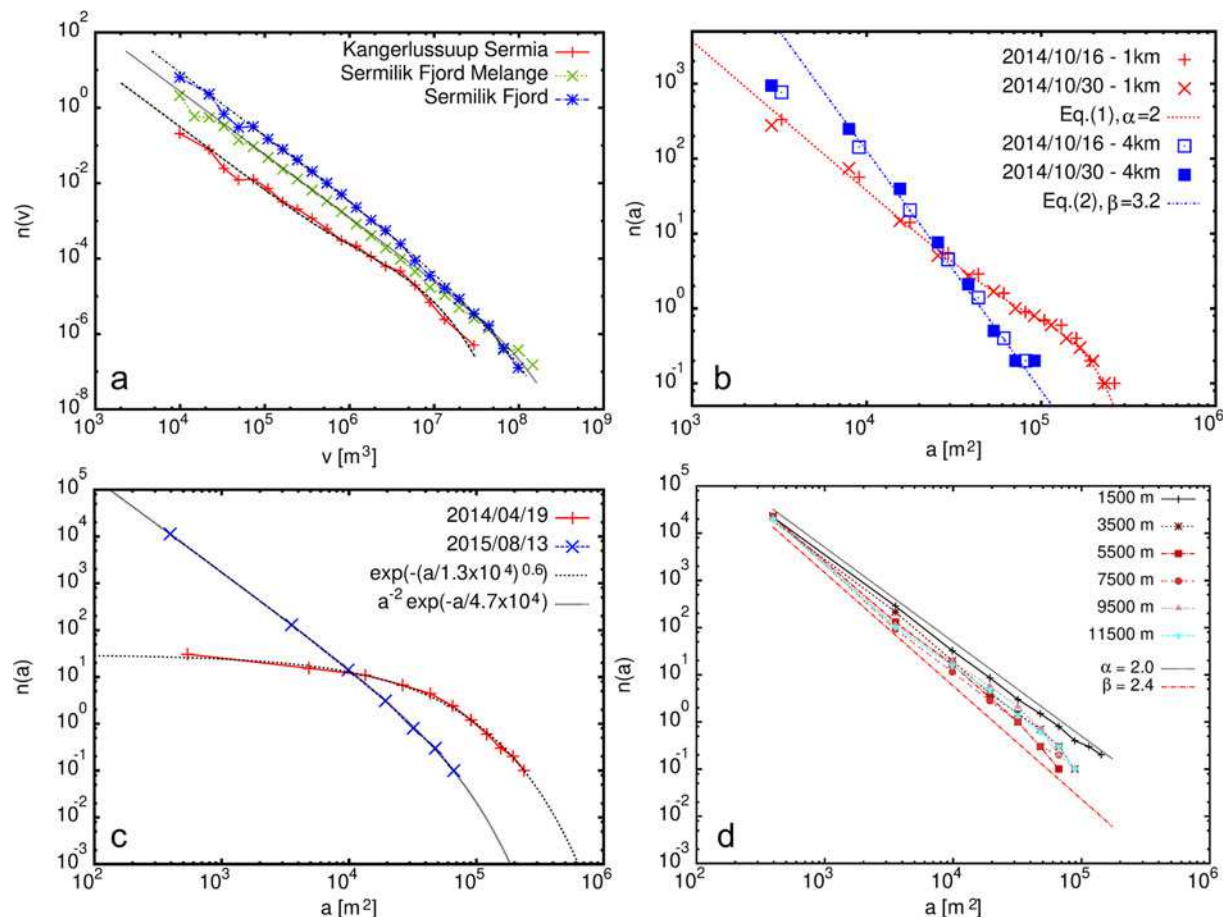 10^2
10^0
10^-2
10^-4
10^-6
10^-8
n(v)
Kangerlussuup Sermia
Sermilik Fjord Melange
Sermilik Fjord
a
10^3 10^4 10^5 10^6 10^7 10^8 10^9
v [m^3]
10^3
10^2
10^1
10^0
10^-1
n(a)
2014/10/16 - 1km
2014/10/30 - 1km
Eq.(1), α=2
2014/10/16 - 4km
2014/10/30 - 4km
Eq.(2), β=3.2
b
10^3 10^4 10^5 10^6
a [m^2]
10^5
10^4
10^3
10^2
10^1
10^0
10^-1
10^-2
10^-3
n(a)
2014/04/19
2015/08/13
exp(-(a/1.3x10^4)^0.6)
a^-2 exp(-a/4.7x10^4)
c
10^2 10^3 10^4 10^5 10^6
a [m^2]
10^5
10^4
10^3
10^2
10^1
10^0
10^-1
10^-2
10^-3
n(a)
1500 m
3500 m
5500 m
7500 m
9500 m
11500 m
α = 2.0
β = 2.4
d
10^2 10^3 10^4 10^5 10^6
a [m^2]